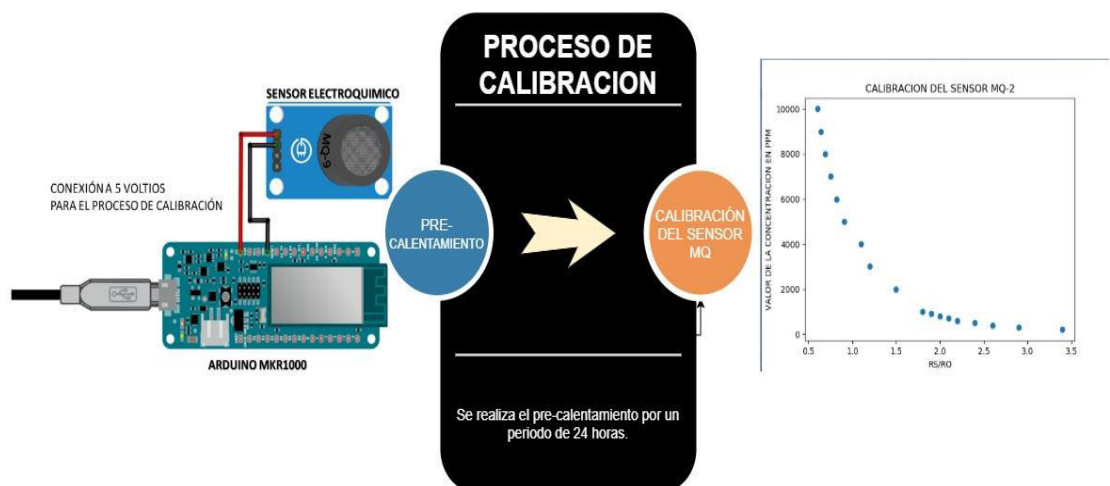 SENSOR ELECTROQUIMICO
MQ-9
CONEXIÓN A 5 VOLTIOS
PARA EL PROCESO DE CALIBRACIÓN
ARDUINO MKR1000
PROCESO DE
CALIBRACION
PRE-
CALENTAMIENTO
CALIBRACIÓN
DEL SENSOR
MQ
Se realiza el pre-calentamiento por un
periodo de 24 horas.
CALIBRACION DEL SENSOR MQ-2
VALOR DE LA CONCENTRACION EN PPM
10000
8000
6000
4000
2000
0
0.5 1.0 1.5 2.0 2.5 3.0 3.5
RS/RO